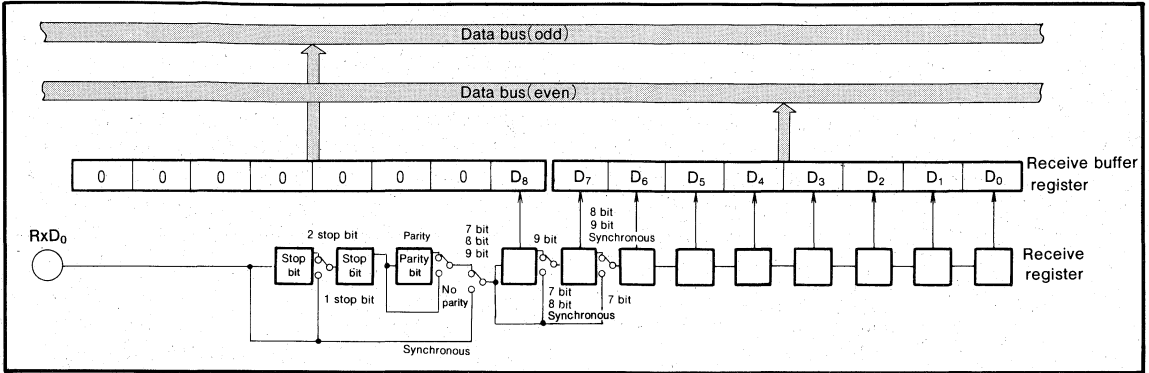 Data bus(odd)
Data bus(even)
0 0 0 0 0 0 0 D8 D7 D6 D5 D4 D3 D2 D1 D0
Receive buffer
register
RxD0
2 stop bit
Parity
7 bit
8 bit
9 bit
9 bit
8 bit
9 bit
Synchronous
Stop
bit
Stop
bit
Parity
bit
Receive
register
1 stop bit
No
parity
7 bit
8 bit
Synchronous
7 bit
Synchronous